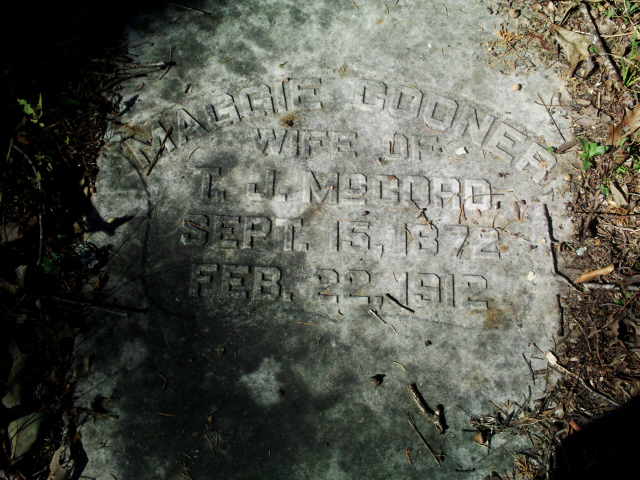 MAGGIE COONER
WIFE OF
T. J. McCORD
SEPT. 15, 1872
FEB. 22, 1912